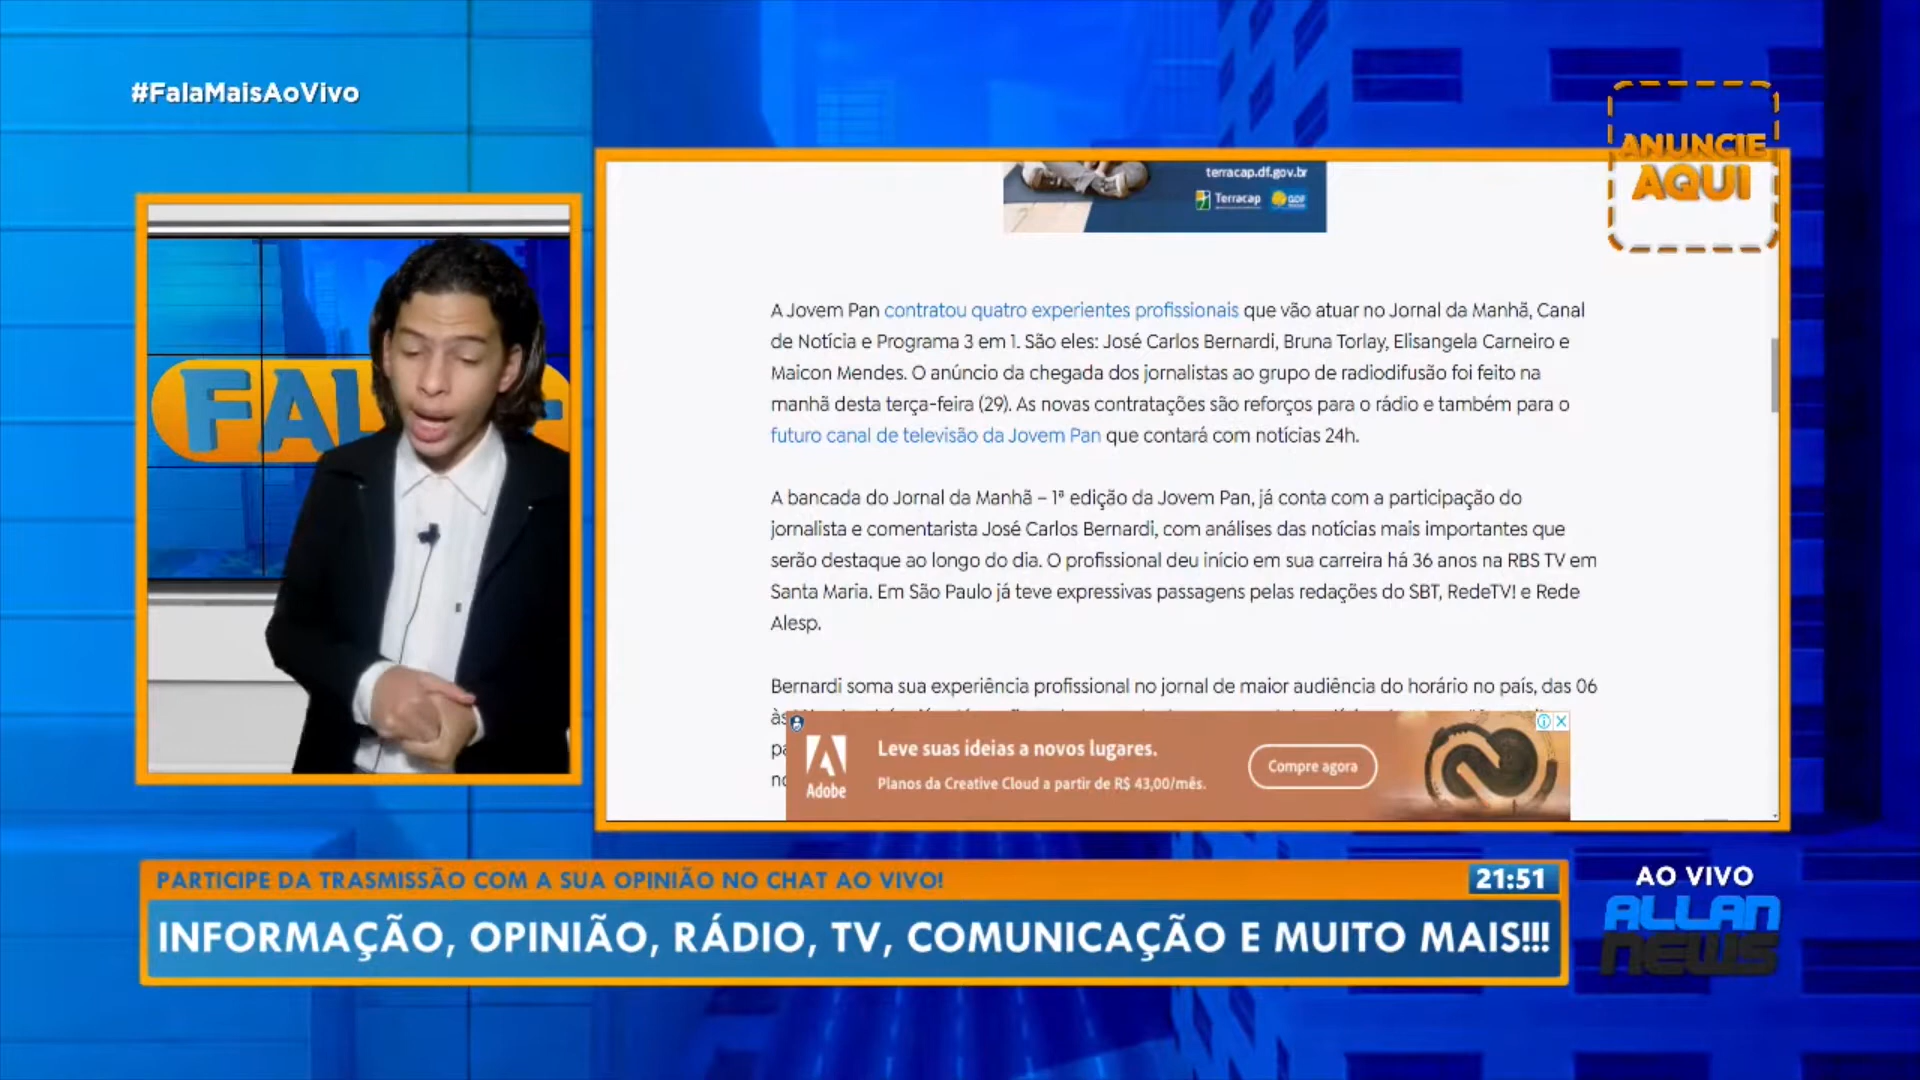 #FalaMaisAoVivo
ANUNCIE
AQUI
terracap.df.gov.br
Terracap GDF
FAL
A Jovem Pan contratou quatro experientes profissionais que vão atuar no Jornal da Manhã, Canal
de Notícia e Programa 3 em 1. São eles: José Carlos Bernardi, Bruna Torlay, Elisangela Carneiro e
Maicon Mendes. O anúncio da chegada dos jornalistas ao grupo de radiodifusão foi feito na
manhã desta terça-feira (29). As novas contratações são reforços para o rádio e também para o
futuro canal de televisão da Jovem Pan que contará com notícias 24h.
A bancada do Jornal da Manhã – 1ª edição da Jovem Pan, já conta com a participação do
jornalista e comentarista José Carlos Bernardi, com análises das notícias mais importantes que
serão destaque ao longo do dia. O profissional deu início em sua carreira há 36 anos na RBS TV em
Santa Maria. Em São Paulo já teve expressivas passagens pelas redações do SBT, RedeTV! e Rede
Alesp.
Bernardi soma sua experiência profissional no jornal de maior audiência do horário no país, das 06
às
Adobe
Leve suas ideias a novos lugares.
Planos da Creative Cloud a partir de R$ 43,00/mês.
Compre agora
PARTICIPE DA TRASMISSÃO COM A SUA OPINIÃO NO CHAT AO VIVO!
21:51
INFORMAÇÃO, OPINIÃO, RÁDIO, TV, COMUNICAÇÃO E MUITO MAIS!!!
AO VIVO
ALLAN
NEWS